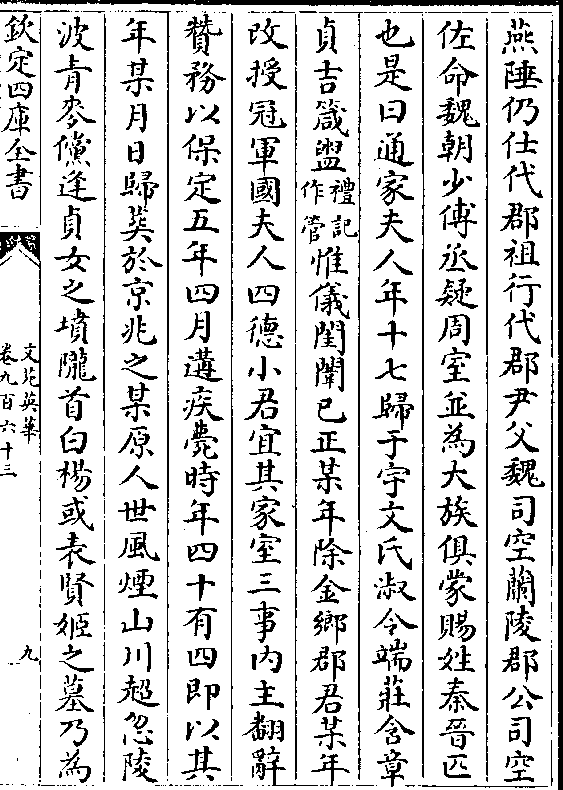 燕陲仍仕代郡祖行代郡尹父魏司空蘭陵郡公司空
佐命魏朝少傅丞疑周室並為大族俱蒙賜姓秦晉匹
也是曰通家夫人年十七歸于宇文氏淑令端莊含章
貞吉箴盥禮記作管惟儀閨闈已正某年除金鄉郡君某年
改授冠軍國夫人四德小君宜其家室三事内主翻辭
贊務以保定五年四月遘疾薨時年四十有四即以其
年某月日歸葬於京兆之某原人世風煙山川超忽陵
波青麥儻逢貞女之墳隴首白楊或表賢姬之墓乃為
欽定四庫全書
文苑英華
卷九百六十三
九